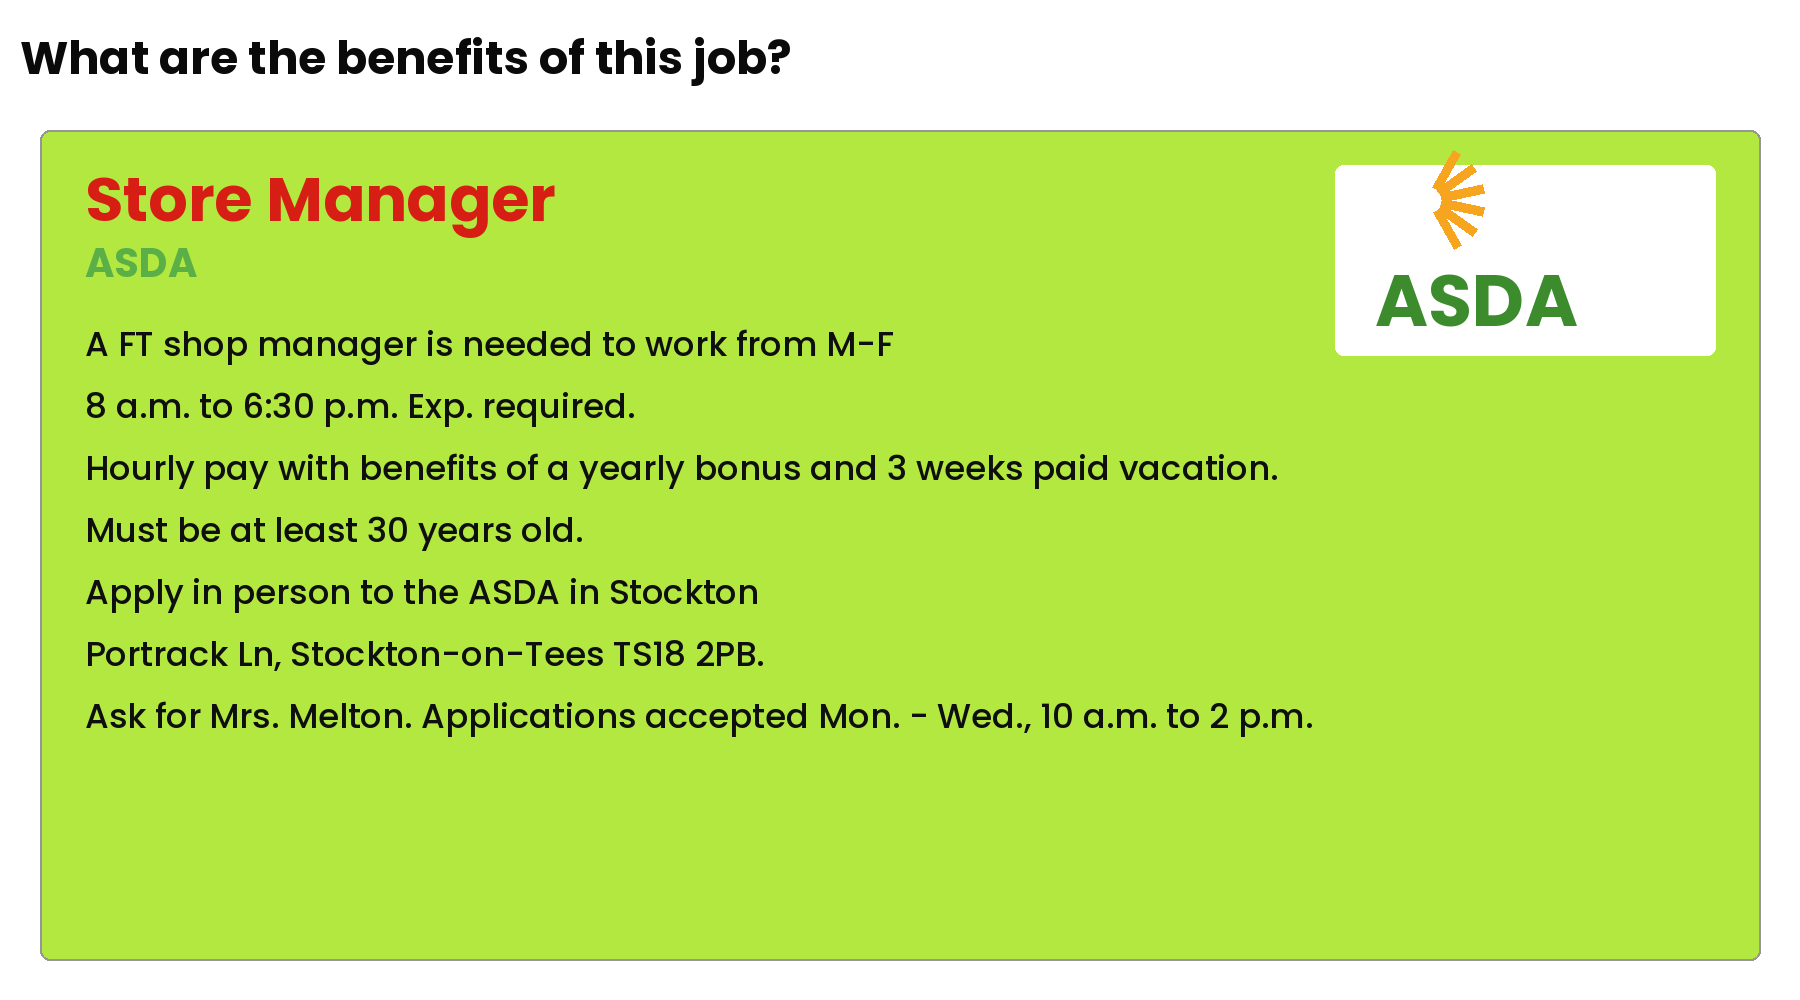 What are the benefits of this job?
Store Manager
ASDA
ASDA
A FT shop manager is needed to work from M-F
8 a.m. to 6:30 p.m. Exp. required.
Hourly pay with benefits of a yearly bonus and 3 weeks paid vacation.
Must be at least 30 years old.
Apply in person to the ASDA in Stockton
Portrack Ln, Stockton-on-Tees TS18 2PB.
Ask for Mrs. Melton. Applications accepted Mon. - Wed., 10 a.m. to 2 p.m.